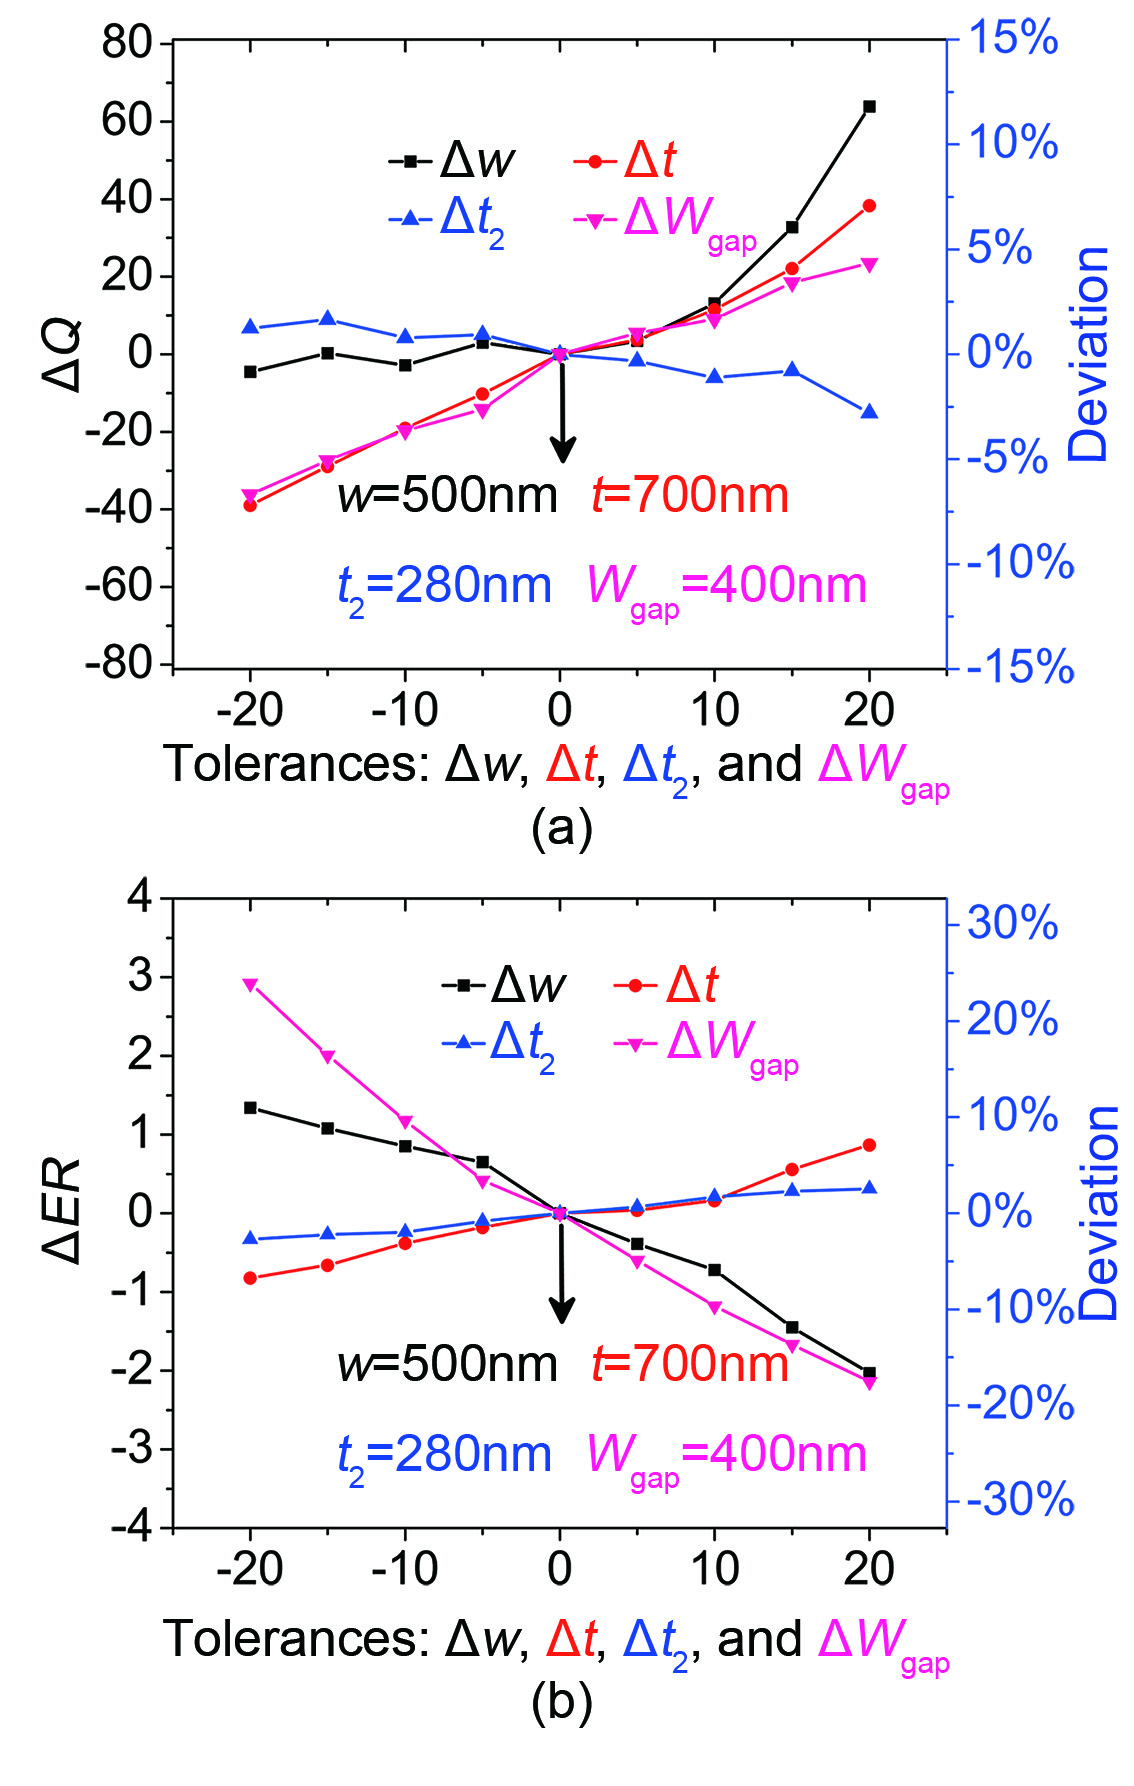 80
60
40
20
0
-20
-40
-60
-80
ΔQ
15%
10%
5%
0%
-5%
-10%
-15%
Deviation
Δw Δt
Δt2 ΔWgap
w=500nm t=700nm
t2=280nm Wgap=400nm
-20 -10 0 10 20
Tolerances: Δw, Δt, Δt2, and ΔWgap
(a)
4
3
2
1
0
-1
-2
-3
-4
ΔER
30%
20%
10%
0%
-10%
-20%
-30%
Deviation
Δw Δt
Δt2 ΔWgap
w=500nm t=700nm
t2=280nm Wgap=400nm
-20 -10 0 10 20
Tolerances: Δw, Δt, Δt2, and ΔWgap
(b)